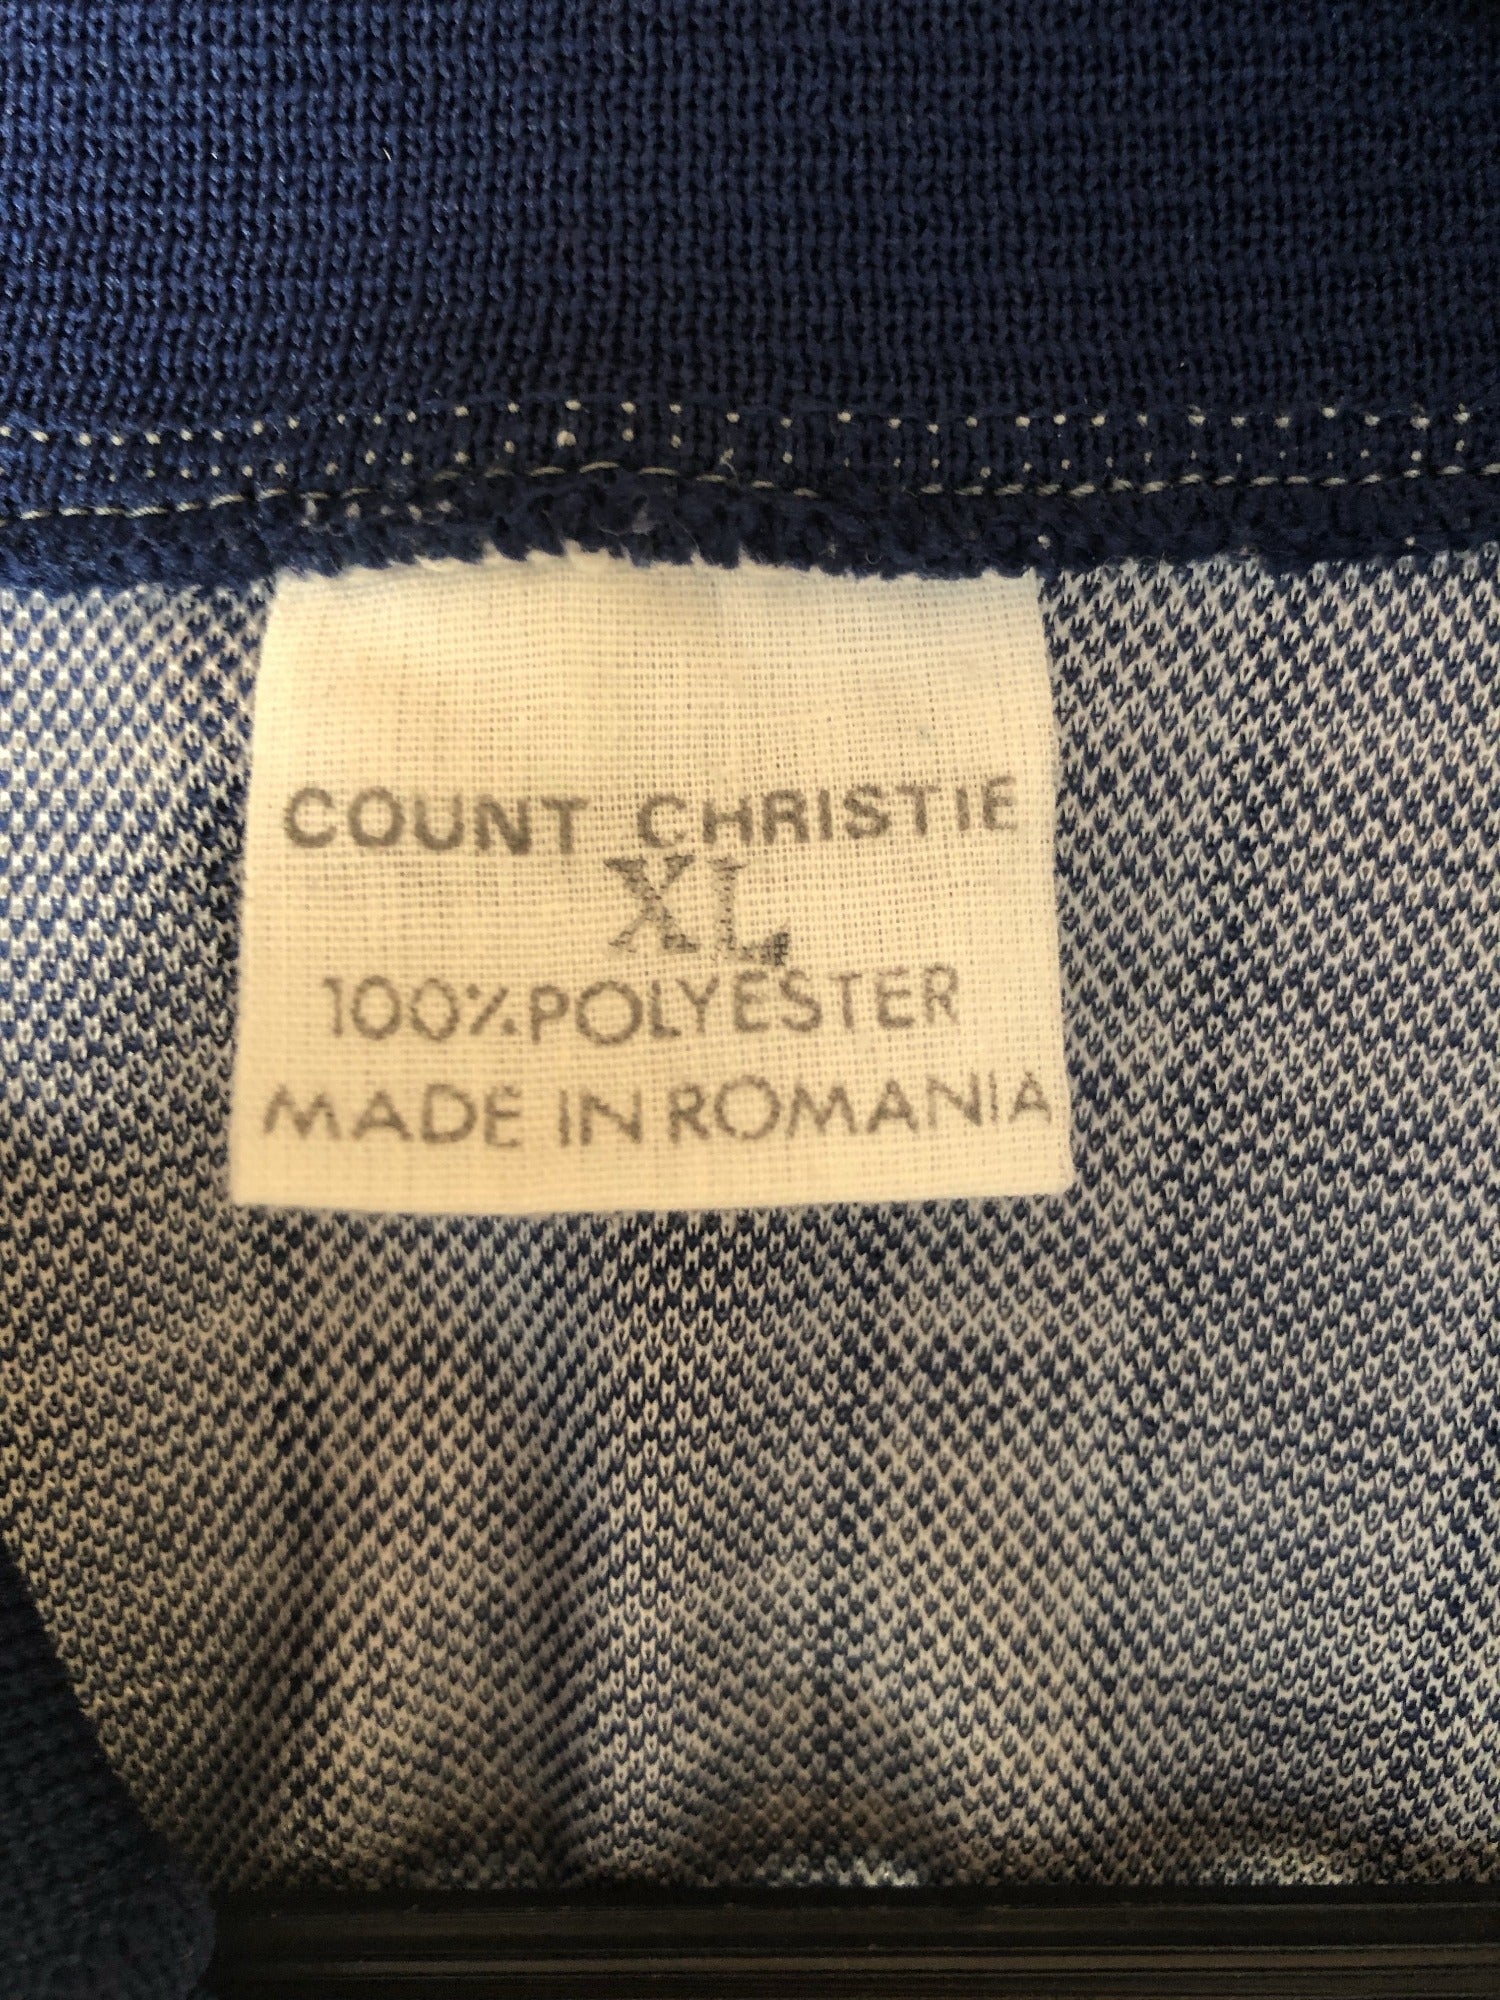 COUNT CHRISTIE
XL
100% POLYESTER
MADE IN ROMANIA